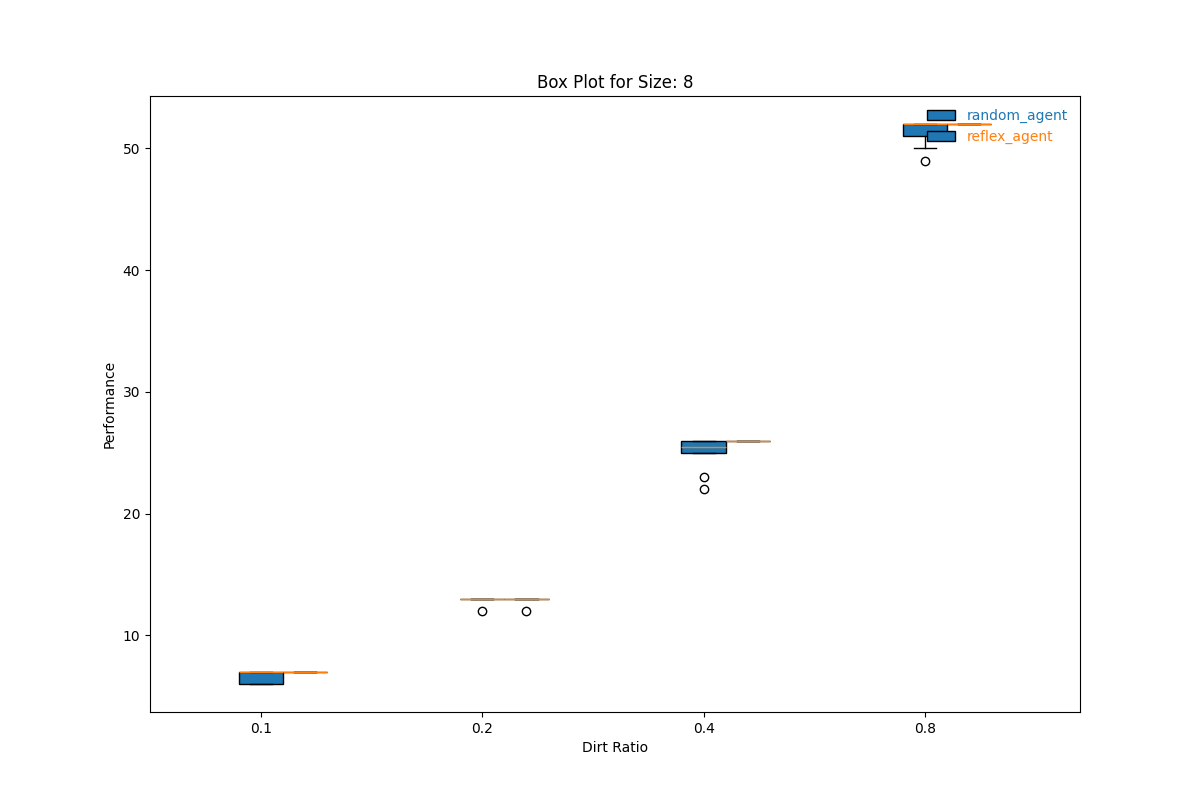 Box Plot for Size: 8
random_agent
reflex_agent
50
40
30
20
10
Performance
0.1 0.2 0.4 0.8
Dirt Ratio